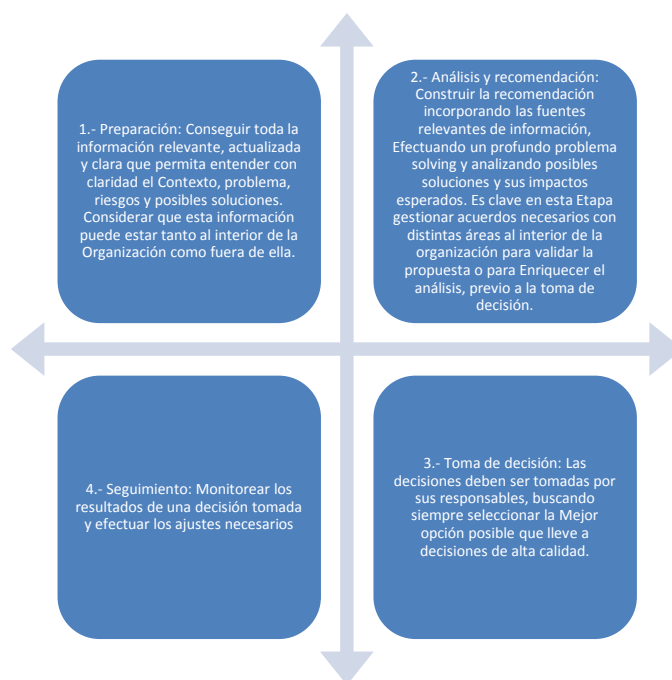 1.- Preparación: Conseguir toda la
información relevante, actualizada
y clara que permita entender con
claridad el Contexto, problema,
riesgos y posibles soluciones.
Considerar que esta información
puede estar tanto al interior de la
Organización como fuera de ella.
2.- Análisis y recomendación:
Construir la recomendación
incorporando las fuentes
relevantes de información,
Efectuando un profundo problema
solving y analizando posibles
soluciones y sus impactos
esperados. Es clave en esta Etapa
gestionar acuerdos necesarios con
distintas áreas al interior de la
organización para validar la
propuesta o para Enriquecer el
análisis, previo a la toma de
decisión.
4.- Seguimiento: Monitorear los
resultados de una decisión tomada
y efectuar los ajustes necesarios
3.- Toma de decisión: Las
decisiones deben ser tomadas por
sus responsables, buscando
siempre seleccionar la Mejor
opción posible que lleve a
decisiones de alta calidad.